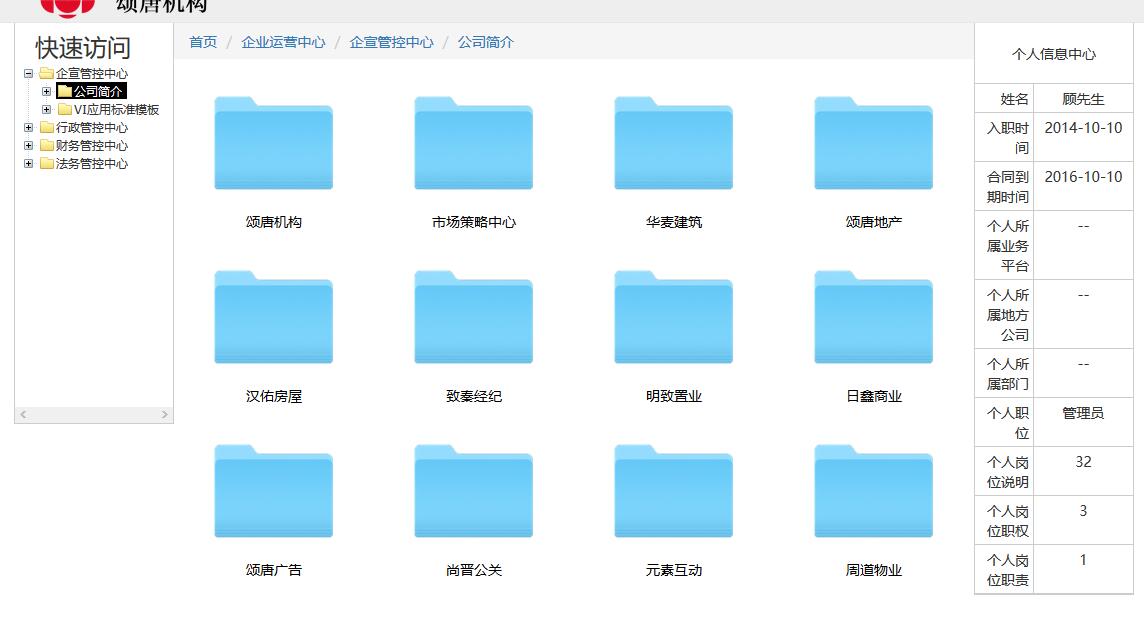 颂唐机构
快速访问
企宣管控中心
公司简介
VI应用标准模板
行政管控中心
财务管控中心
法务管控中心
首页 / 企业运营中心 / 企宣管控中心 / 公司简介
颂唐机构 市场策略中心 华麦建筑 颂唐地产
汉佑房屋 致秦经纪 明致置业 日鑫商业
颂唐广告 尚晋公关 元素互动 周道物业
个人信息中心
姓名 顾先生
入职时 2014-10-10
间
合同到 2016-10-10
期时间
个人所 --
属业务
平台
个人所 --
属地方
公司
个人所 --
属部门
个人职 管理员
位
个人岗 32
位说明
个人岗 3
位职权
个人岗 1
位职责